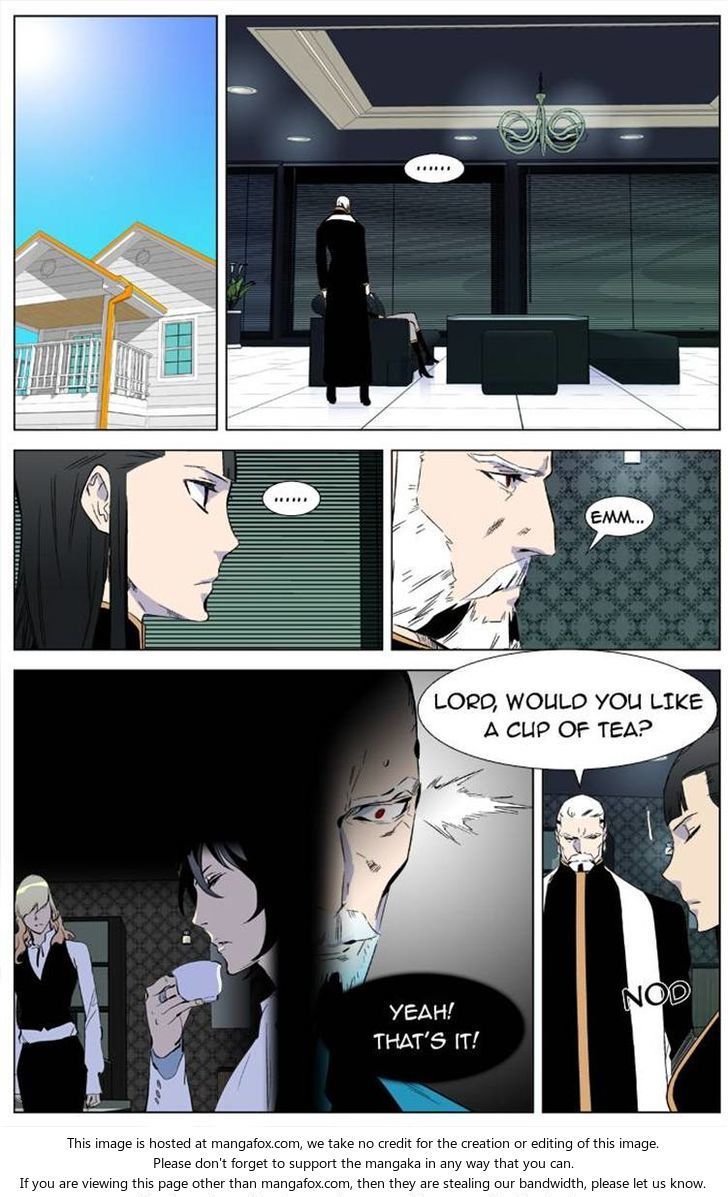 ......
......
EMM...
LORD, WOULD YOU LIKE
A CUP OF TEA?
YEAH!
THAT'S IT!
NOD
This image is hosted at mangafox.com, we take no credit for the creation or editing of this image.
Please don't forget to support the mangaka in any way that you can.
If you are viewing this page other than mangafox.com, then they are stealing our bandwidth, please let us know.